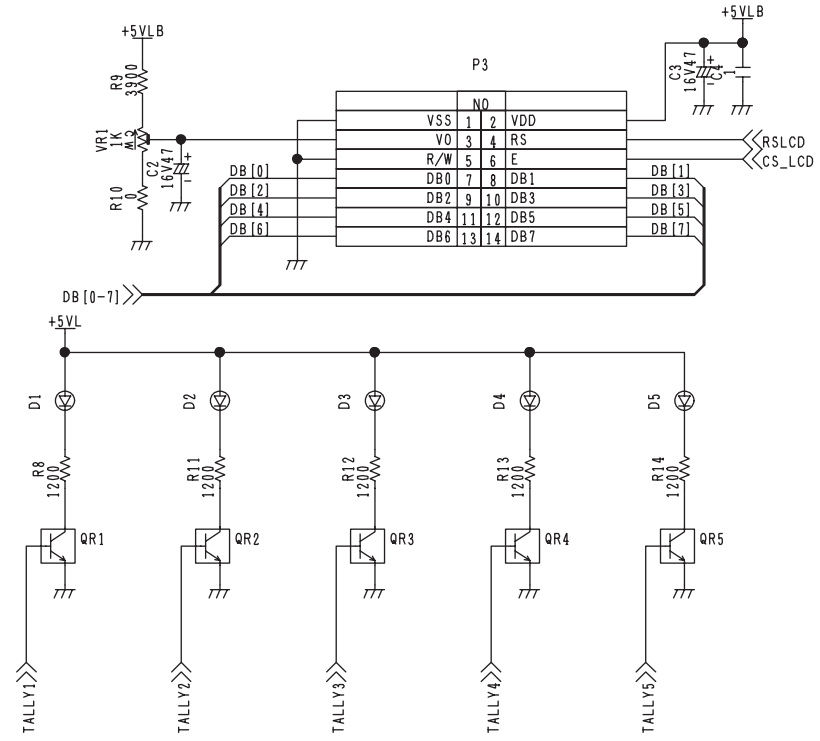 +5VLB
+5VLB
P3
R9
3900
C3
16V47
C4
1
NO
VSS 1 2 VDD
VR1
1K
V0 3 4 RS
RSLCD
C2
16V47
R/W 5 6 E
CS_LCD
DB[0]
DB0 7 8 DB1
DB[1]
R10
0
DB[2]
DB2 9 10 DB3
DB[3]
DB[4]
DB4 11 12 DB5
DB[5]
DB[6]
DB6 13 14 DB7
DB[7]
DB[0-7]
+5VL
D1
D2
D3
D4
D5
R8
1200
R11
1200
R12
1200
R13
1200
R14
1200
QR1
QR2
QR3
QR4
QR5
TALLY1
TALLY2
TALLY3
TALLY4
TALLY5